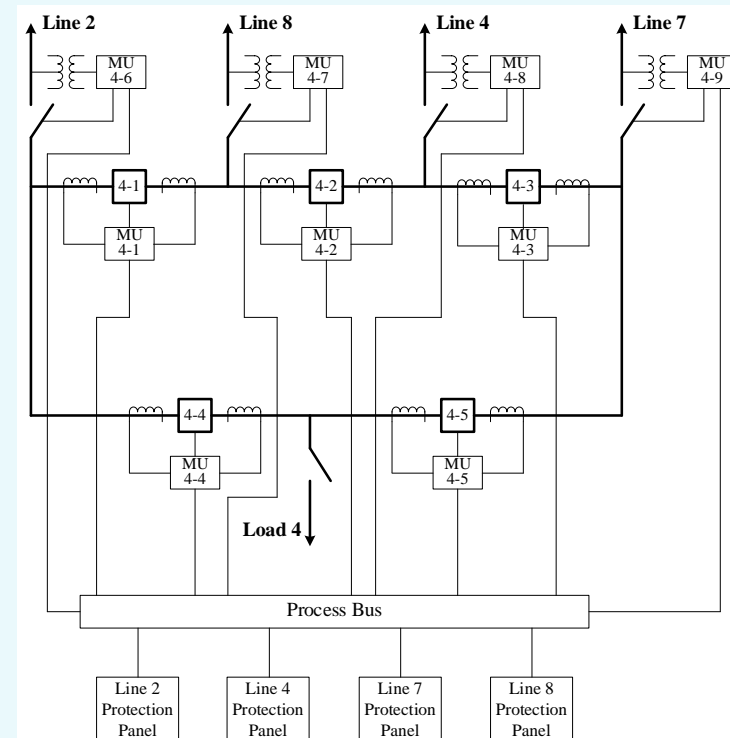 Line 2
Line 8
Line 4
Line 7
MU
4-6
MU
4-7
MU
4-8
MU
4-9
4-1
4-2
4-3
MU
4-1
MU
4-2
MU
4-3
4-4
4-5
MU
4-4
MU
4-5
Load 4
Process Bus
Line 2
Protection
Panel
Line 4
Protection
Panel
Line 7
Protection
Panel
Line 8
Protection
Panel